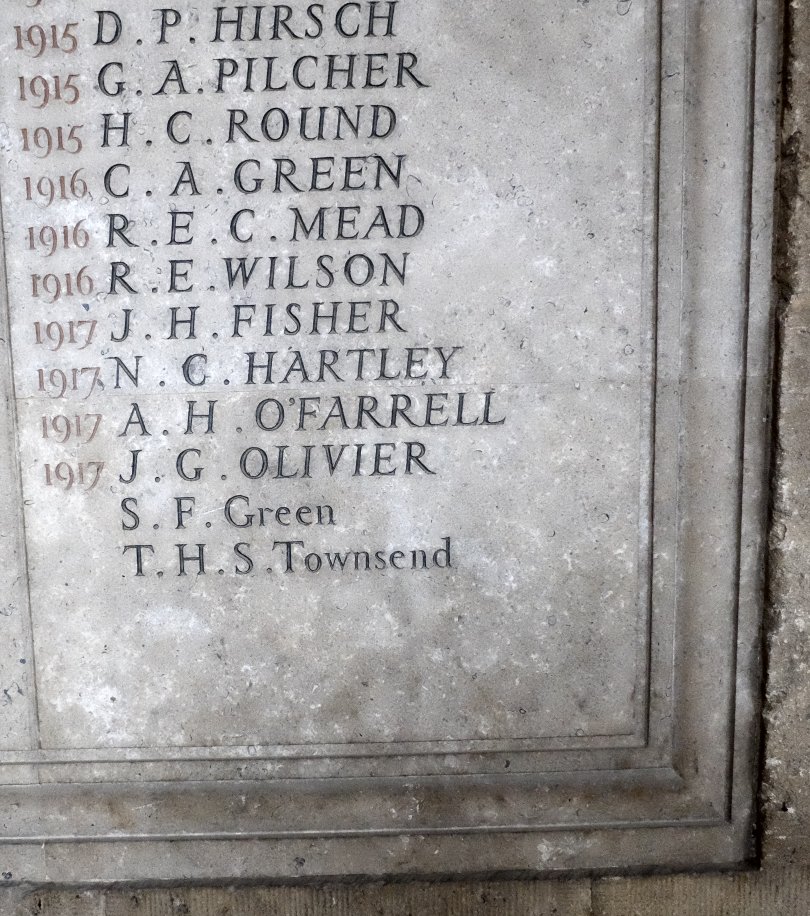 1915 D. P. HIRSCH
1915 G. A. PILCHER
1915 H. C. ROUND
1916 C. A. GREEN
1916 R. E. C. MEAD
1916 R. E. WILSON
1917 J. H. FISHER
1917 N. C. HARTLEY
1917 A. H. O'FARRELL
1917 J. G. OLIVIER
S. F. Green
T. H. S. Townsend